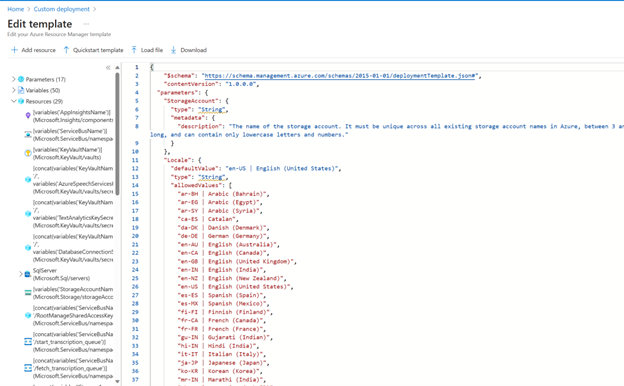 Home > Custom deployment >
Edit template ...
Edit your Azure Resource Manager template
+ Add resource ↑ Quickstart template ↑ Load file ↓ Download
«
> Parameters (17)
> Variables (50)
Resources (29)
[variables('AppInsightsName')]
(Microsoft.Insights/component
[variables('ServiceBusName')]
(Microsoft.ServiceBus/namespa
[variables('KeyVaultName')]
(Microsoft.KeyVault/vaults)
[concat(variables('KeyVaultNam
'/',
variables('AzureSpeechServicesK
(Microsoft.KeyVault/vaults/secre
[concat(variables('KeyVaultNam
'/',
variables('TextAnalyticsKeySecre
(Microsoft.KeyVault/vaults/secre
[concat(variables('KeyVaultNam
'/',
variables('DatabaseConnectionS
(Microsoft.KeyVault/vaults/secre
> SqlServer
(Microsoft.Sql/servers)
[variables('StorageAccountNam
(Microsoft.Storage/storageAcco
[concat(variables('ServiceBusNa
'/RootManageSharedAccessKey
(Microsoft.ServiceBus/namespa
[concat(variables('ServiceBusNa
'/start_transcription_queue')]
(Microsoft.ServiceBus/namespa
[concat(variables('ServiceBusNa
'/fetch_transcription_queue')]
(Microsoft.ServiceBus/namespa
[concat(variables('ServiceBusNa
1 {
2 "$schema": "https://schema.management.azure.com/schemas/2015-01-01/deploymentTemplate.json#",
3 "contentVersion": "1.0.0.0",
4 "parameters": {
5 "StorageAccount": {
6 "type": "String",
7 "metadata": {
8 "description": "The name of the storage account. It must be unique across all existing storage account names in Azure, between 3 an
long, and can contain only lowercase letters and numbers."
9 }
10 },
11 "Locale": {
12 "defaultValue": "en-US | English (United States)",
13 "type": "String",
14 "allowedValues": [
15 "ar-BH | Arabic (Bahrain)",
16 "ar-EG | Arabic (Egypt)",
17 "ar-SY | Arabic (Syria)",
18 "ca-ES | Catalan",
19 "da-DK | Danish (Denmark)",
20 "de-DE | German (Germany)",
21 "en-AU | English (Australia)",
22 "en-CA | English (Canada)",
23 "en-GB | English (United Kingdom)",
24 "en-IN | English (India)",
25 "en-NZ | English (New Zealand)",
26 "en-US | English (United States)",
27 "es-ES | Spanish (Spain)",
28 "es-MX | Spanish (Mexico)",
29 "fi-FI | Finnish (Finland)",
30 "fr-CA | French (Canada)",
31 "fr-FR | French (France)",
32 "gu-IN | Gujarati (Indian)",
33 "hi-IN | Hindi (India)",
34 "it-IT | Italian (Italy)",
35 "ja-JP | Japanese (Japan)",
36 "ko-KR | Korean (Korea)",
37 "mr-IN | Marathi (India)",